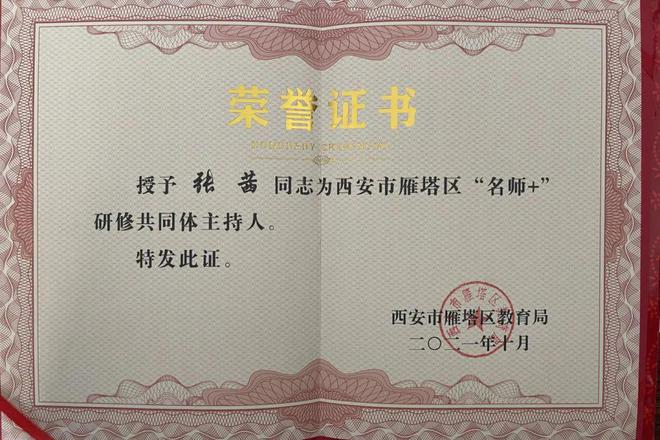 荣誉证书
HONORARY CREDENTIAL
授予 张 茜 同志为西安市雁塔区“名师+”
研修共同体主持人。
特发此证。
西安市雁塔区教育局
二〇二一年十月